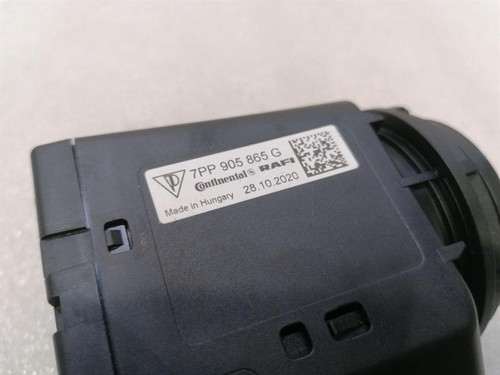 7PP 905 865 G
Continental RAFI
Made in Hungary 28.10.2020